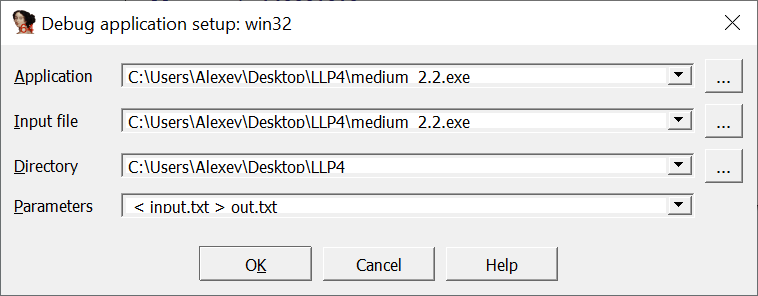 Debug application setup: win32
Application C:\Users\Alexey\Desktop\LLP4\medium_2.2.exe ...
Input file C:\Users\Alexey\Desktop\LLP4\medium_2.2.exe ...
Directory C:\Users\Alexey\Desktop\LLP4 ...
Parameters < input.txt > out.txt
OK Cancel Help